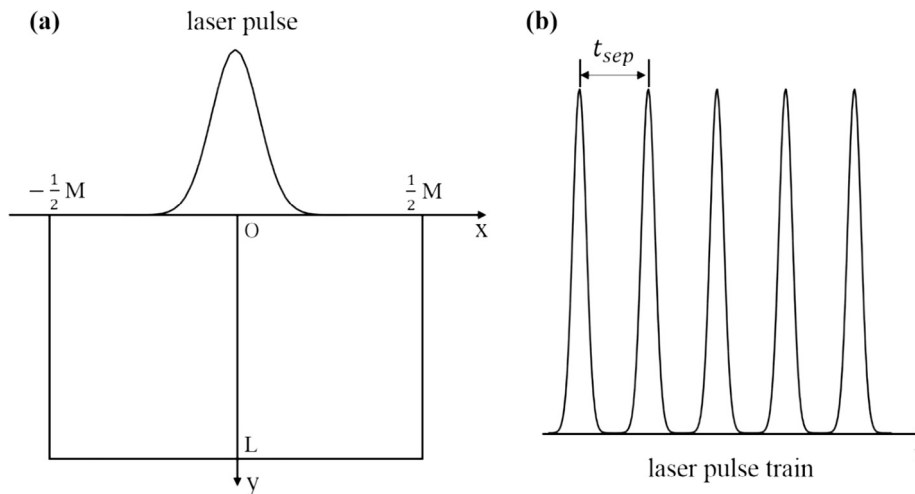 (a)
laser pulse
− 1/2 M
1/2 M
O
x
L
y
(b)
t_sep
laser pulse train